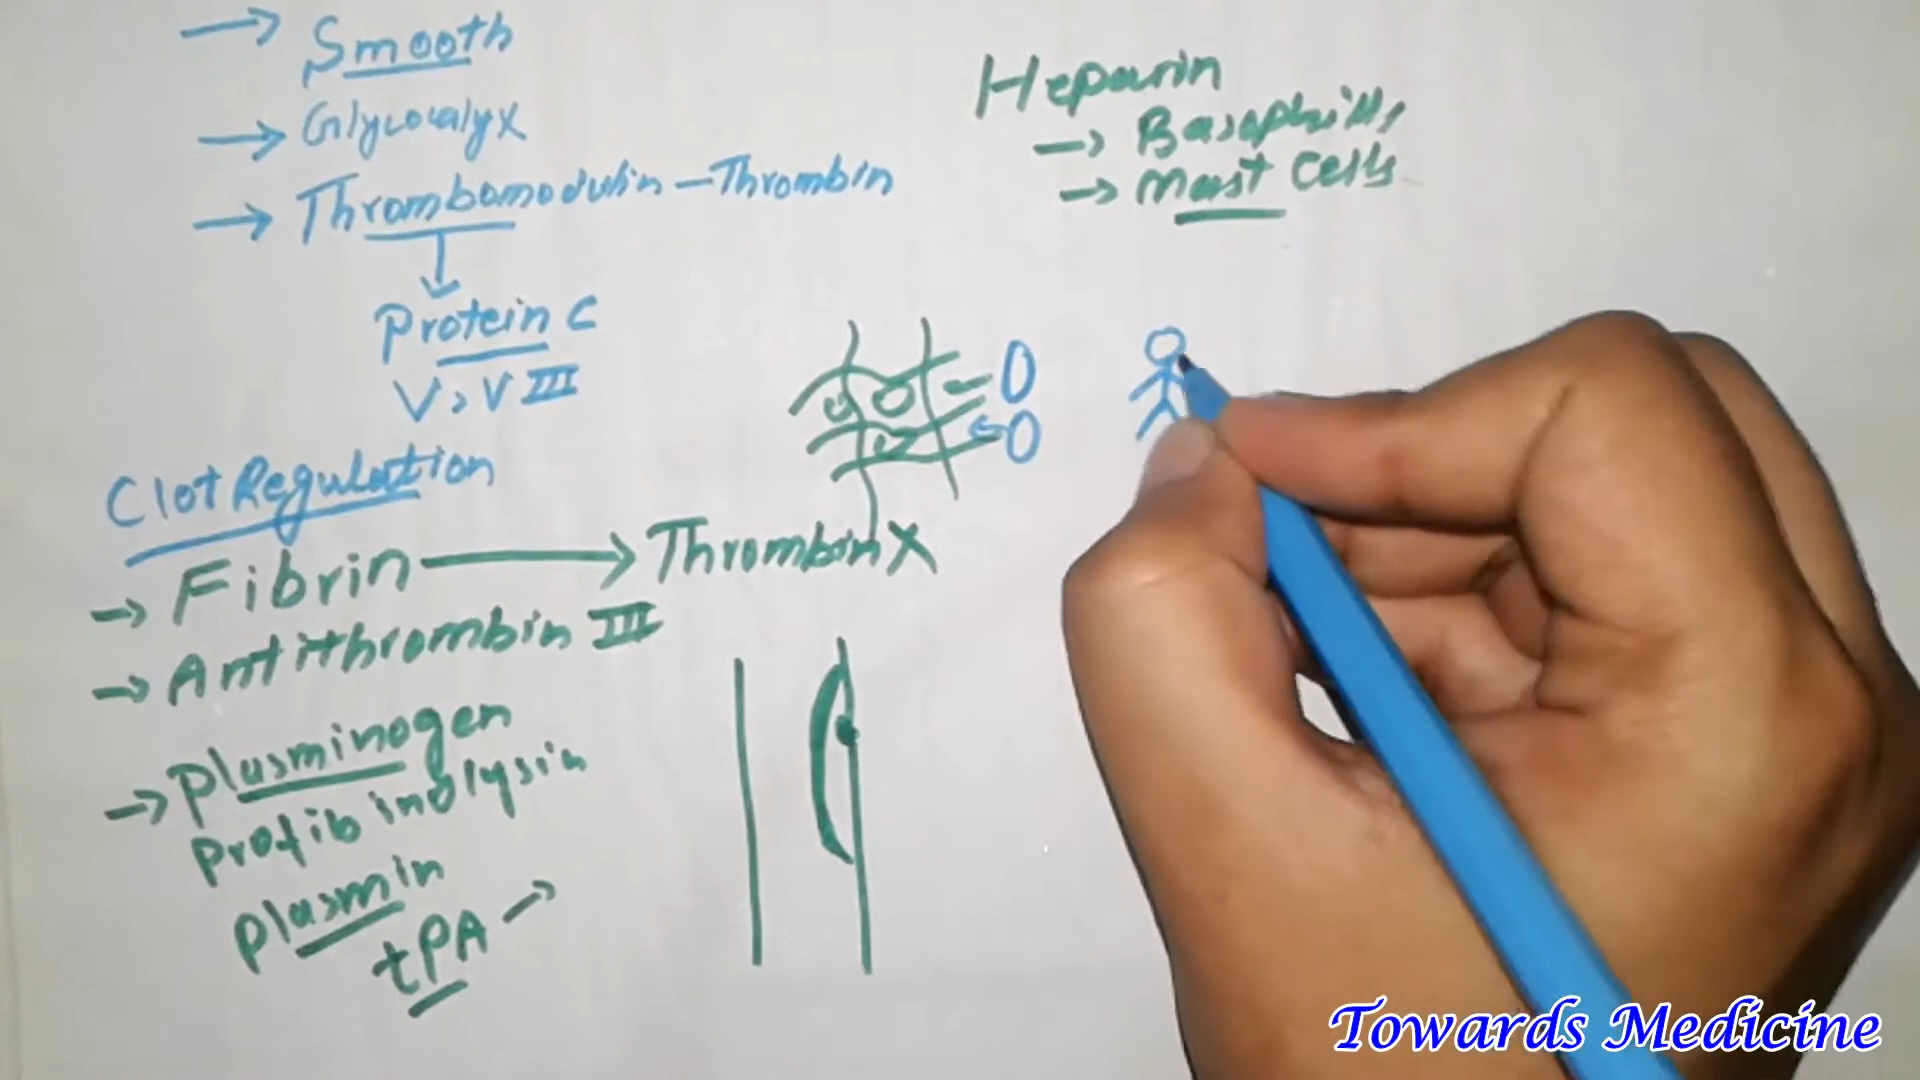 → Smooth
→ Glycocalyx
→ Thrombomodulin – Thrombin
Protein C
V, VIII
Heparin
→ Basophills
→ Mast Cells
Clot Regulation
→ Fibrin → Thrombin X
→ Antithrombin III
→ Plasminogen
Profibinolysin
Plasmin
tPA →
Towards Medicine